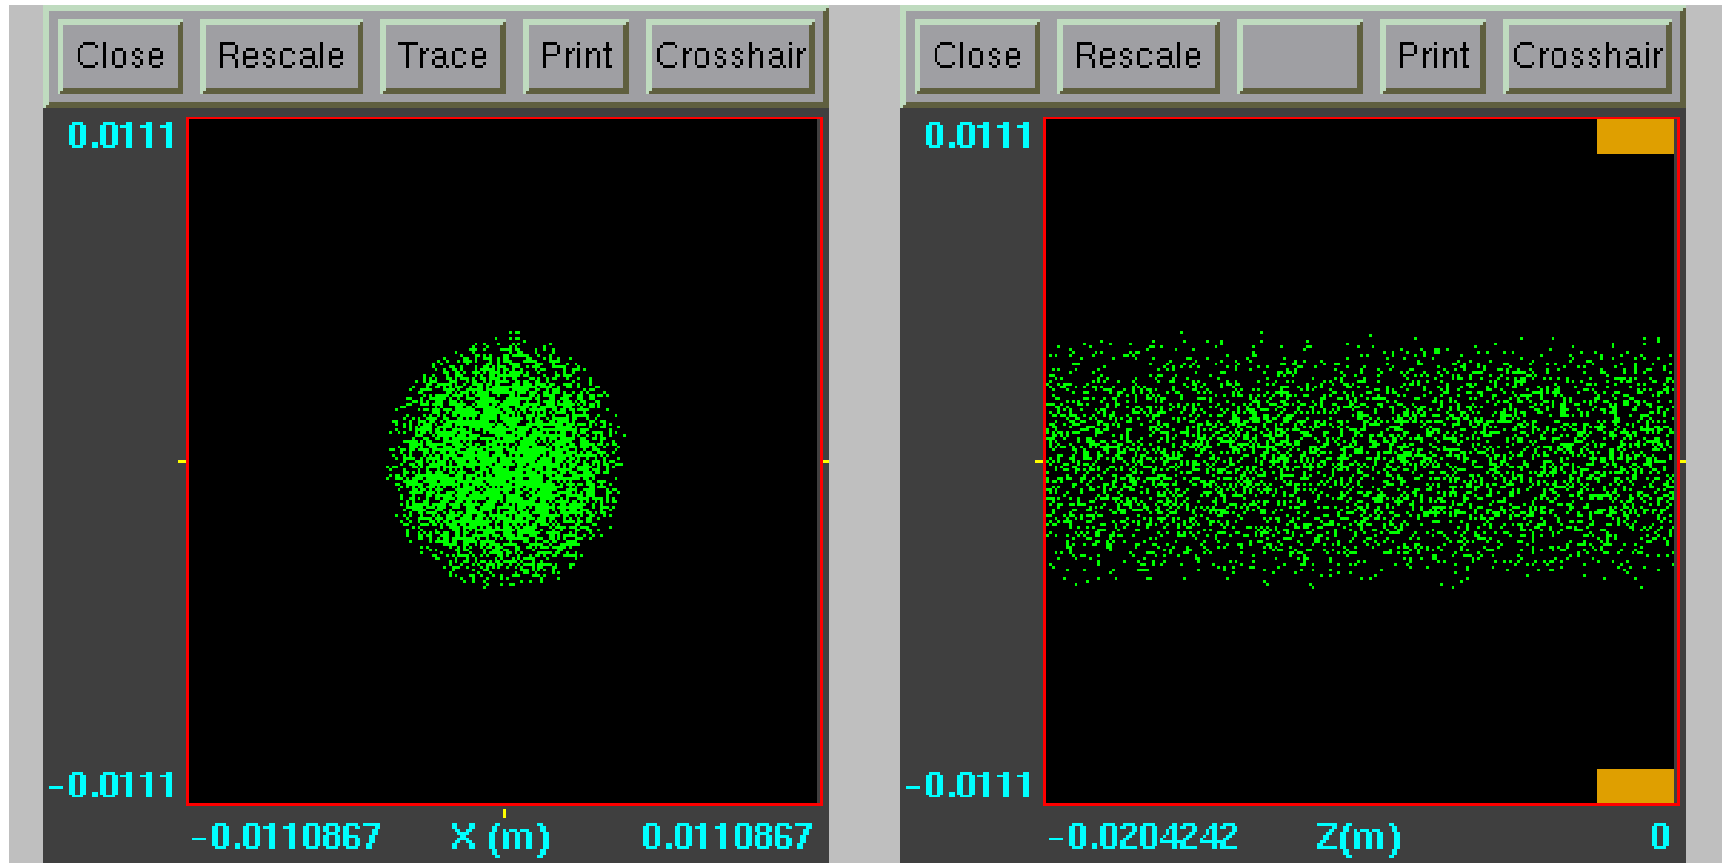 Close Rescale Trace Print Crosshair
0.0111
-0.0111
-0.0110867 X (m) 0.0110867
Close Rescale Print Crosshair
0.0111
-0.0111
-0.0204242 Z(m) 0